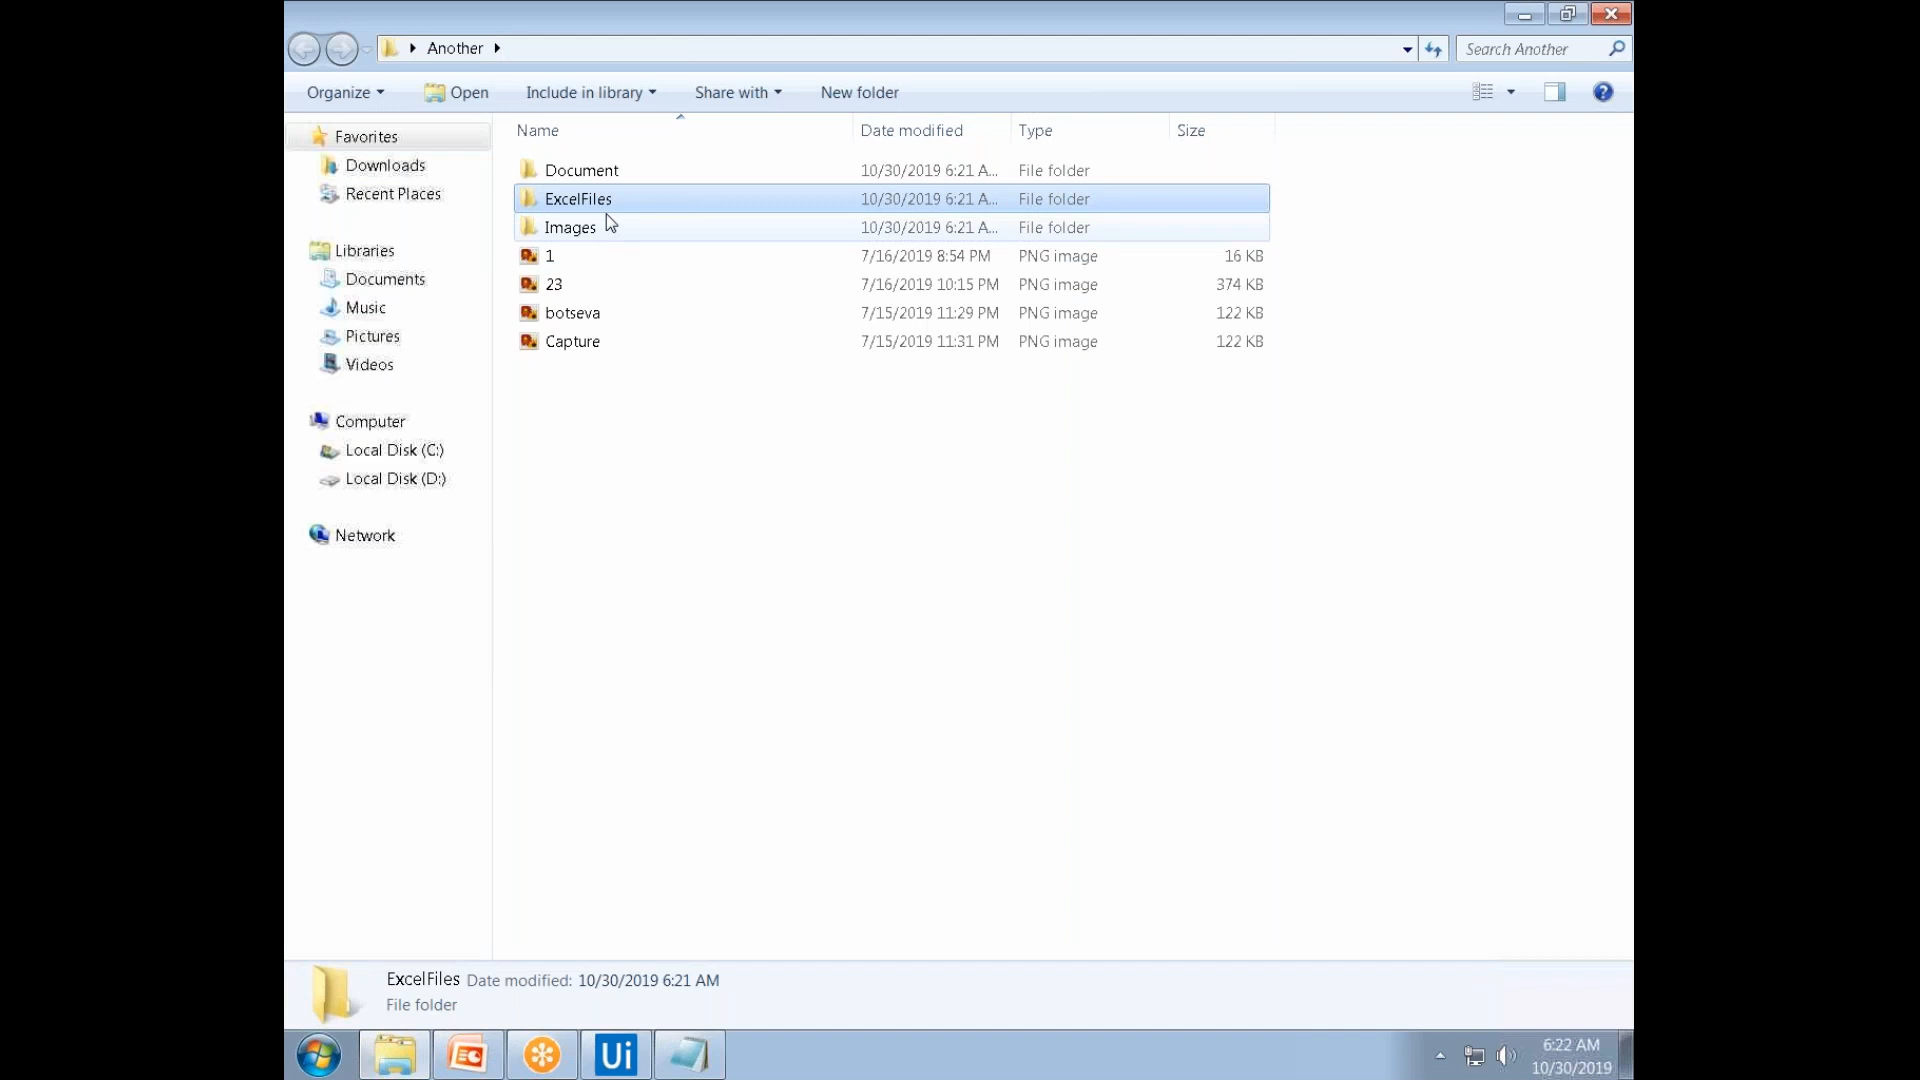 Another
Search Another
Organize Open Include in library Share with New folder
Name Date modified Type Size
Favorites
Downloads
Recent Places
Libraries
Documents
Music
Pictures
Videos
Computer
Local Disk (C:)
Local Disk (D:)
Network
Document 10/30/2019 6:21 A... File folder
ExcelFiles 10/30/2019 6:21 A... File folder
Images 10/30/2019 6:21 A... File folder
1 7/16/2019 8:54 PM PNG image 16 KB
23 7/16/2019 10:15 PM PNG image 374 KB
botseva 7/15/2019 11:29 PM PNG image 122 KB
Capture 7/15/2019 11:31 PM PNG image 122 KB
ExcelFiles Date modified: 10/30/2019 6:21 AM
File folder
Ui
6:22 AM
10/30/2019